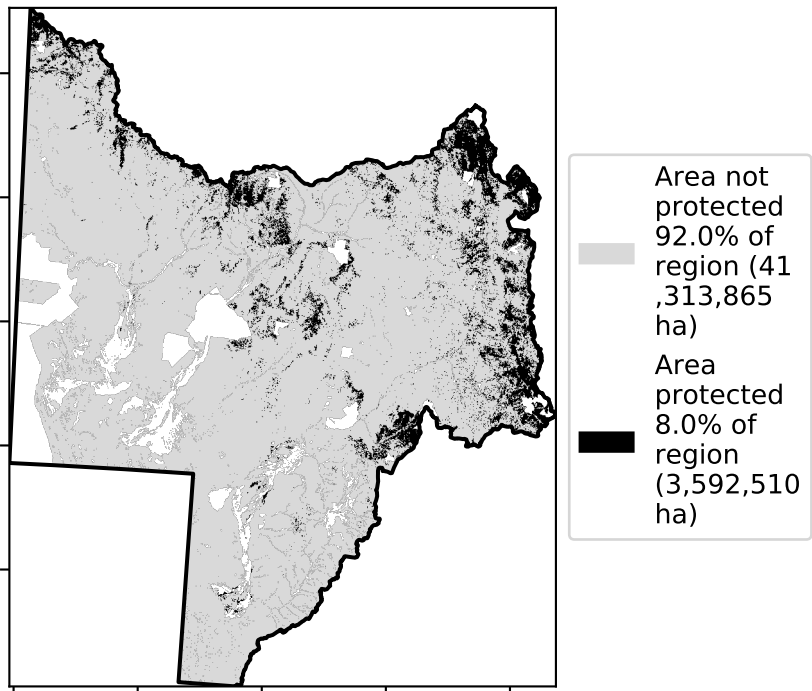 Area not
protected
92.0% of
region (41
,313,865
ha)
Area
protected
8.0% of
region
(3,592,510
ha)